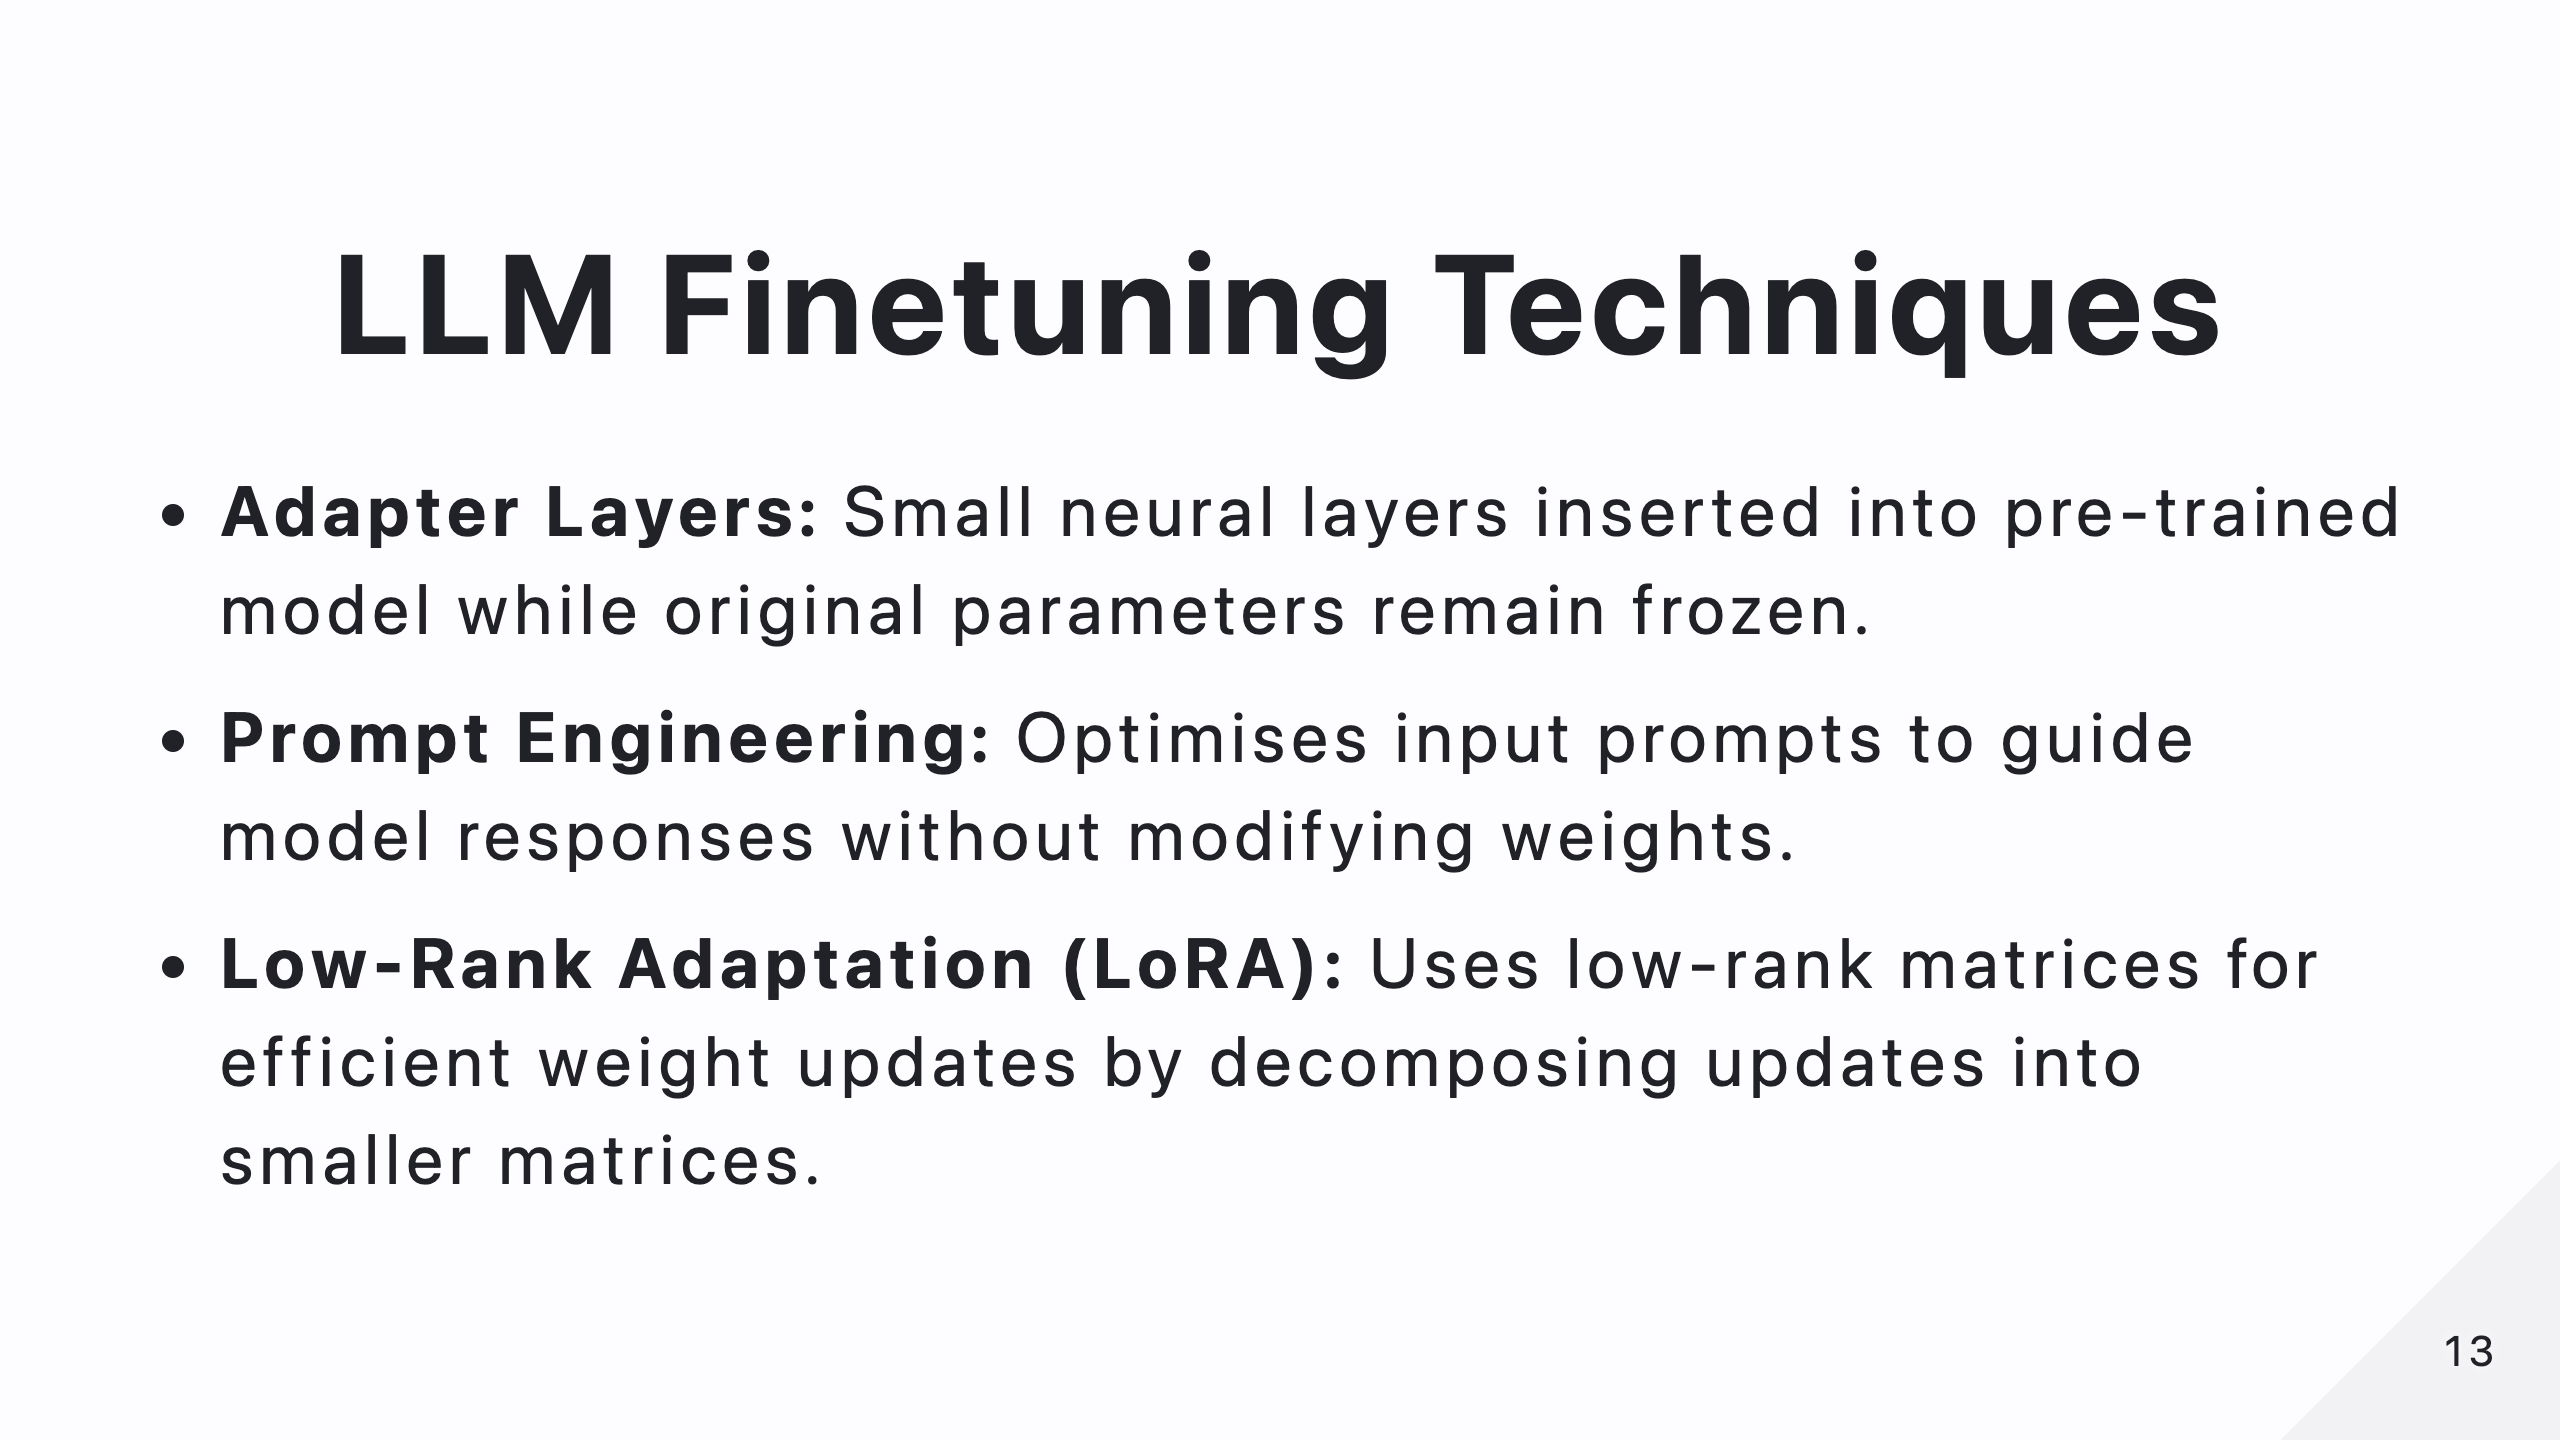 LLM Finetuning Techniques
• Adapter Layers: Small neural layers inserted into pre-trained
model while original parameters remain frozen.
• Prompt Engineering: Optimises input prompts to guide
model responses without modifying weights.
• Low-Rank Adaptation (LoRA): Uses low-rank matrices for
efficient weight updates by decomposing updates into
smaller matrices.
13